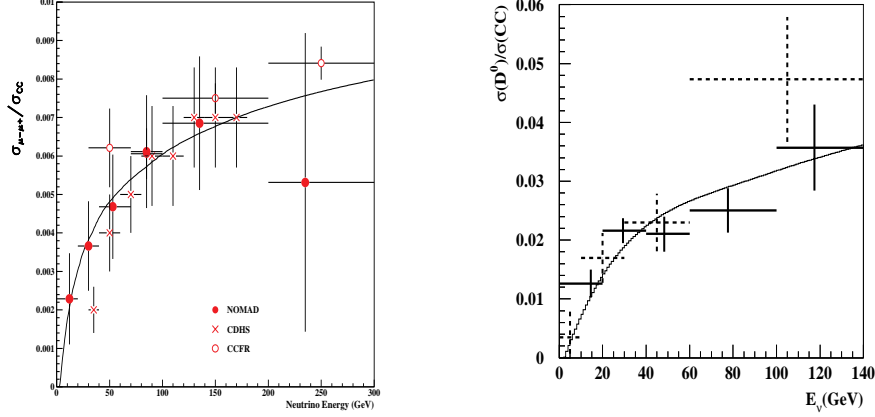 0.01
0.009
0.008
0.007
0.006
0.005
0.004
0.003
0.002
0.001
0
σμ-μ+/σCC
NOMAD
CDHS
CCFR
0 50 100 150 200 250 300
Neutrino Energy (GeV)
0.06
0.05
0.04
0.03
0.02
0.01
0
σ(D⁰)/σ(CC)
0 20 40 60 80 100 120 140
Eν(GeV)